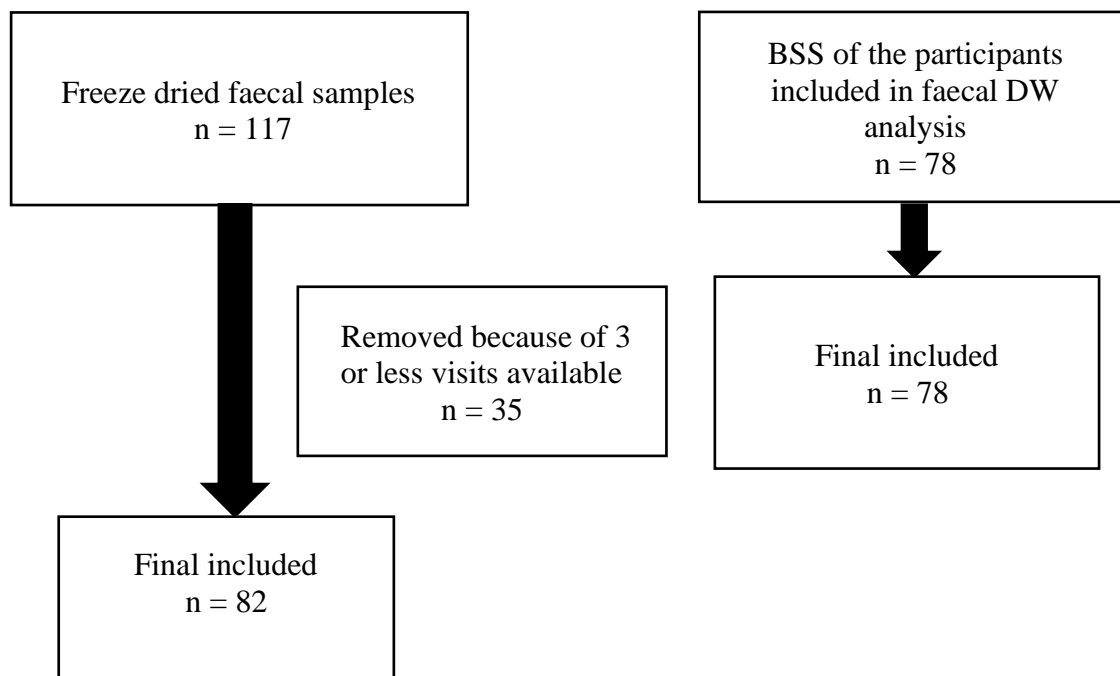 Freeze dried faecal samples
n = 117
Removed because of 3
or less visits available
n = 35
Final included
n = 82
BSS of the participants
included in faecal DW
analysis
n = 78
Final included
n = 78